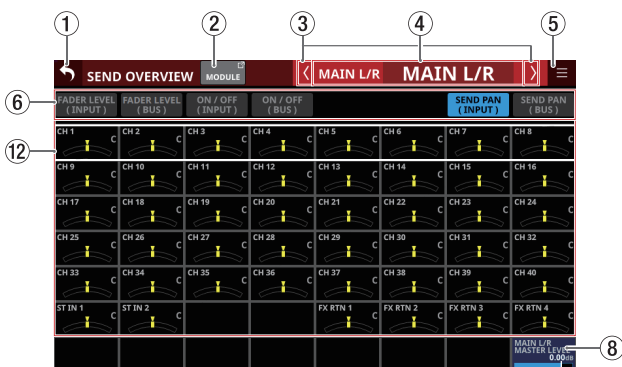 ① ② ③ ④ ⑤
SEND OVERVIEW MODULE MAIN L/R MAIN L/R
⑥
FADER LEVEL (INPUT) FADER LEVEL (BUS) ON / OFF (INPUT) ON / OFF (BUS) SEND PAN (INPUT) SEND PAN (BUS)
⑫
CH 1 C CH 2 C CH 3 C CH 4 C CH 5 C CH 6 C CH 7 C CH 8 C
CH 9 C CH 10 C CH 11 C CH 12 C CH 13 C CH 14 C CH 15 C CH 16 C
CH 17 C CH 18 C CH 19 C CH 20 C CH 21 C CH 22 C CH 23 C CH 24 C
CH 25 C CH 26 C CH 27 C CH 28 C CH 29 C CH 30 C CH 31 C CH 32 C
CH 33 C CH 34 C CH 35 C CH 36 C CH 37 C CH 38 C CH 39 C CH 40 C
ST IN 1 C ST IN 2 C FX RTN 1 C FX RTN 2 C FX RTN 3 C FX RTN 4 C
MAIN L/R
MASTER LEVEL
0.00dB
⑧